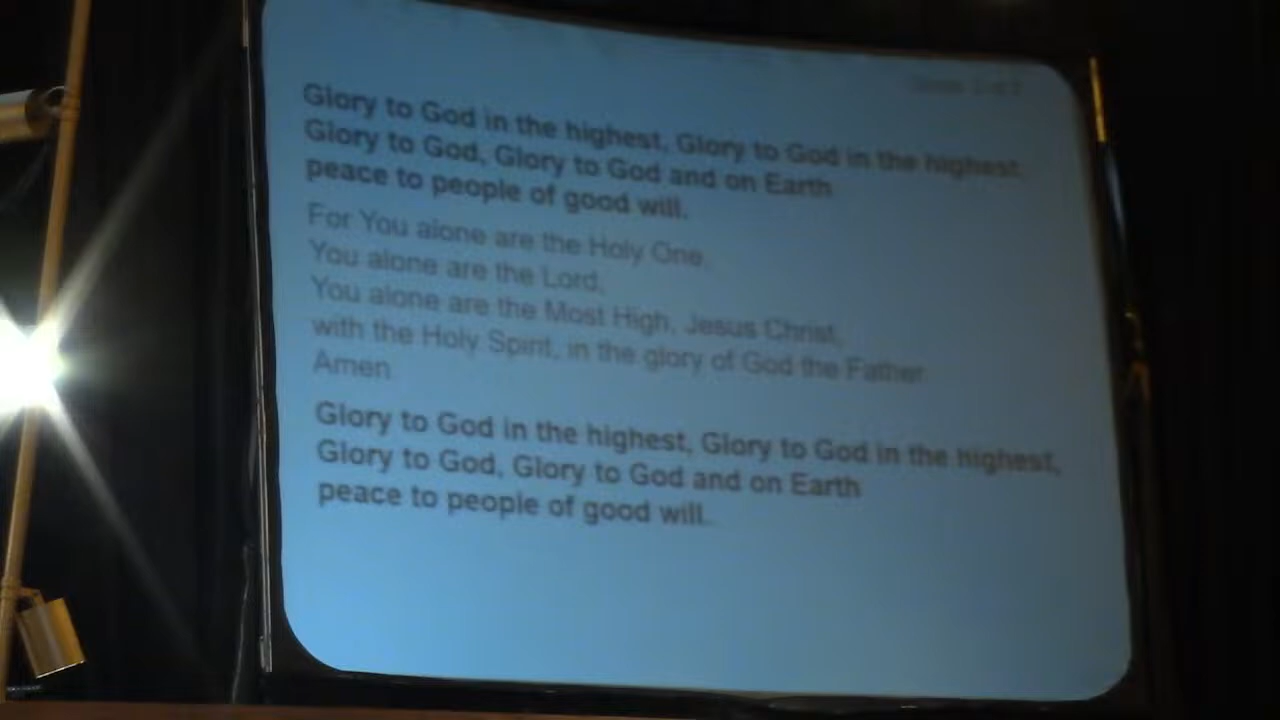 Glory to God in the highest, Glory to God in the highest,
Glory to God, Glory to God and on Earth
peace to people of good will.
For You alone are the Holy One,
You alone are the Lord,
You alone are the Most High, Jesus Christ,
with the Holy Spirit, in the glory of God the Father.
Amen
Glory to God in the highest, Glory to God in the highest,
Glory to God, Glory to God and on Earth
peace to people of good will.